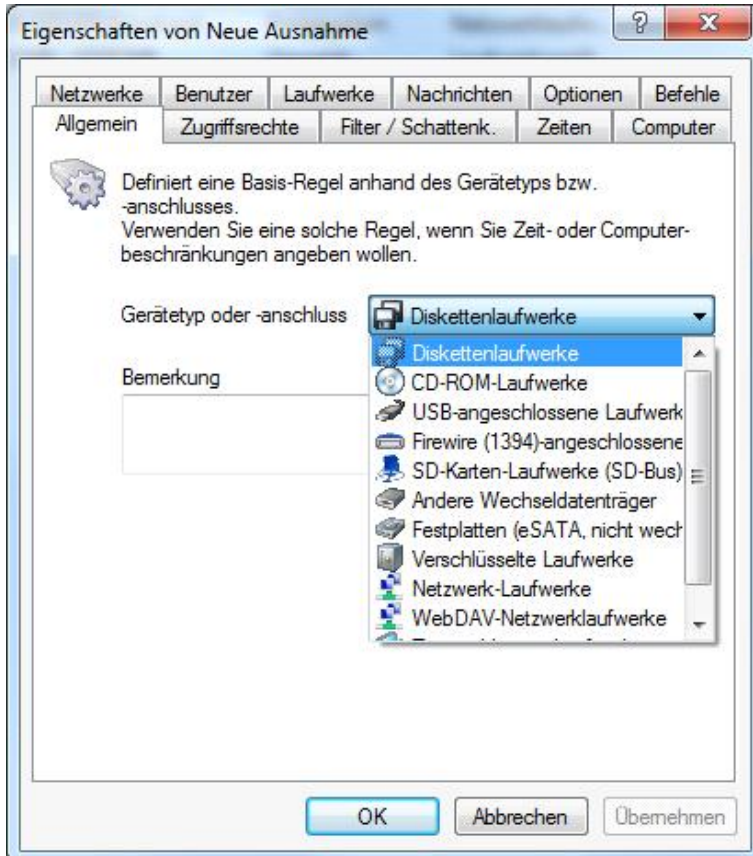 Eigenschaften von Neue Ausnahme
Netzwerke Benutzer Laufwerke Nachrichten Optionen Befehle
Allgemein Zugriffsrechte Filter / Schattenk. Zeiten Computer
Definiert eine Basis-Regel anhand des Gerätetyps bzw.
-anschlusses.
Verwenden Sie eine solche Regel, wenn Sie Zeit- oder Computer-
beschränkungen angeben wollen.
Gerätetyp oder -anschluss Diskettenlaufwerke
Diskettenlaufwerke
Bemerkung
CD-ROM-Laufwerke
USB-angeschlossene Laufwerk
Firewire (1394)-angeschlossene
SD-Karten-Laufwerke (SD-Bus)
Andere Wechseldatenträger
Festplatten (eSATA, nicht wech
Verschlüsselte Laufwerke
Netzwerk-Laufwerke
WebDAV-Netzwerklaufwerke
OK Abbrechen Übernehmen